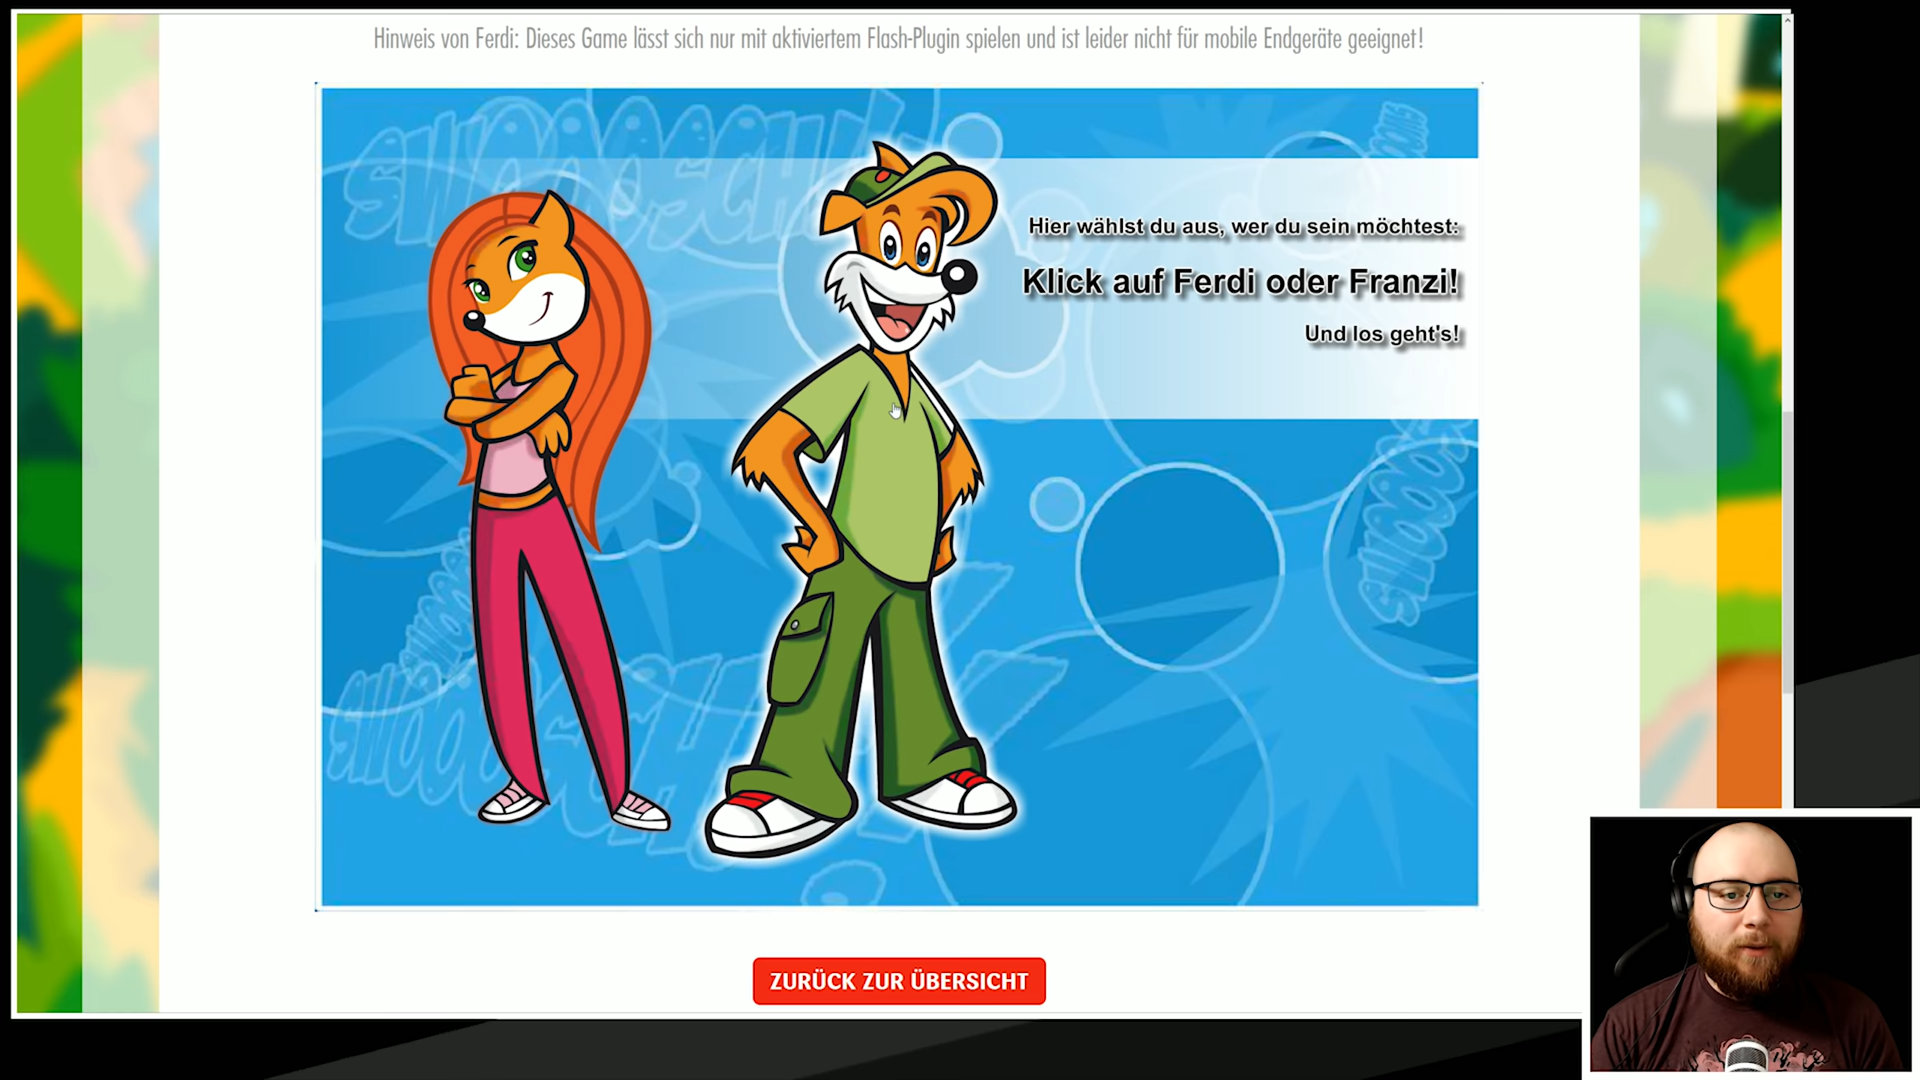 Hinweis von Ferdi: Dieses Game lässt sich nur mit aktiviertem Flash-Plugin spielen und ist leider nicht für mobile Endgeräte geeignet!
SWOOOSCH!
Hier wählst du aus, wer du sein möchtest:
Klick auf Ferdi oder Franzi!
Und los geht's!
SWOOOSCH!
ZURÜCK ZUR ÜBERSICHT